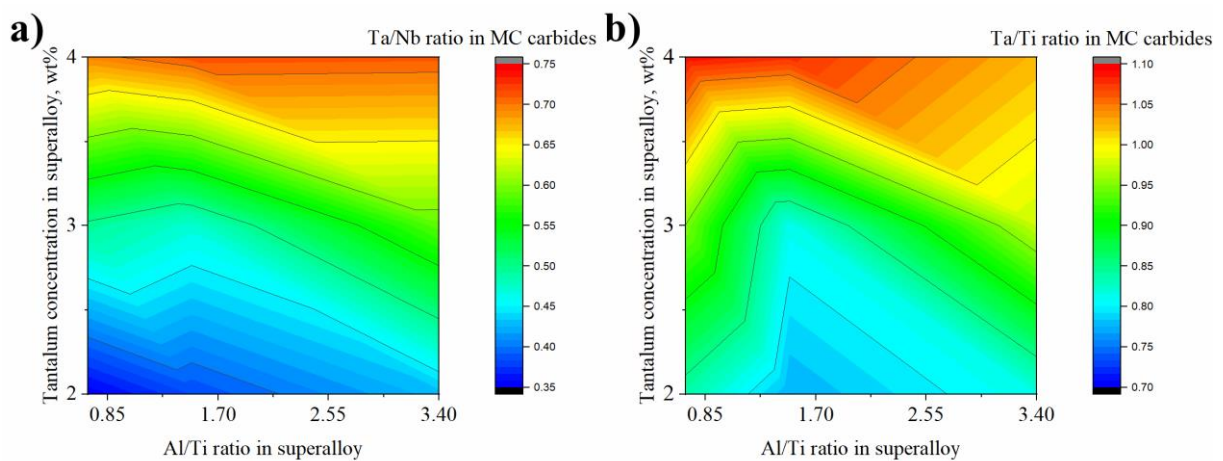 a)
Ta/Nb ratio in MC carbides
4
3
2
Tantalum concentration in superalloy, wt%
0.85 1.70 2.55 3.40
Al/Ti ratio in superalloy
0.75
0.70
0.65
0.60
0.55
0.50
0.45
0.40
0.35
b)
Ta/Ti ratio in MC carbides
4
3
2
Tantalum concentration in superalloy, wt%
0.85 1.70 2.55 3.40
Al/Ti ratio in superalloy
1.10
1.05
1.00
0.95
0.90
0.85
0.80
0.75
0.70